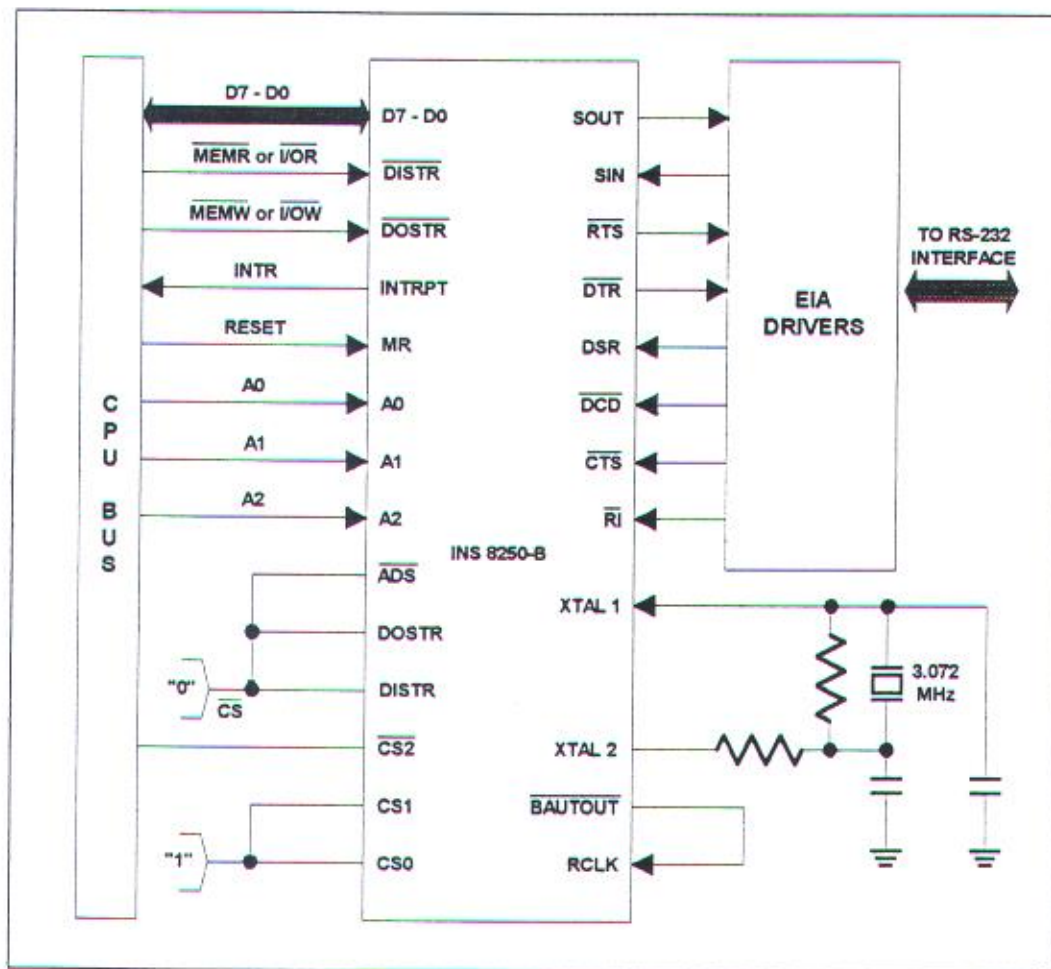 D7 - D0
D7 - D0
SOUT
MEMR or I/OR
DISTR
SIN
MEMW or I/OW
DOSTR
RTS
TO RS-232
INTERFACE
INTR
INTRPT
DTR
EIA
DRIVERS
RESET
MR
DSR
A0
A0
DCD
A1
A1
CTS
A2
A2
RI
CPU BUS
INS 8250-B
ADS
XTAL 1
DOSTR
"0"
CS
DISTR
3.072
MHz
CS2
XTAL 2
CS1
BAUTOUT
"1"
CS0
RCLK